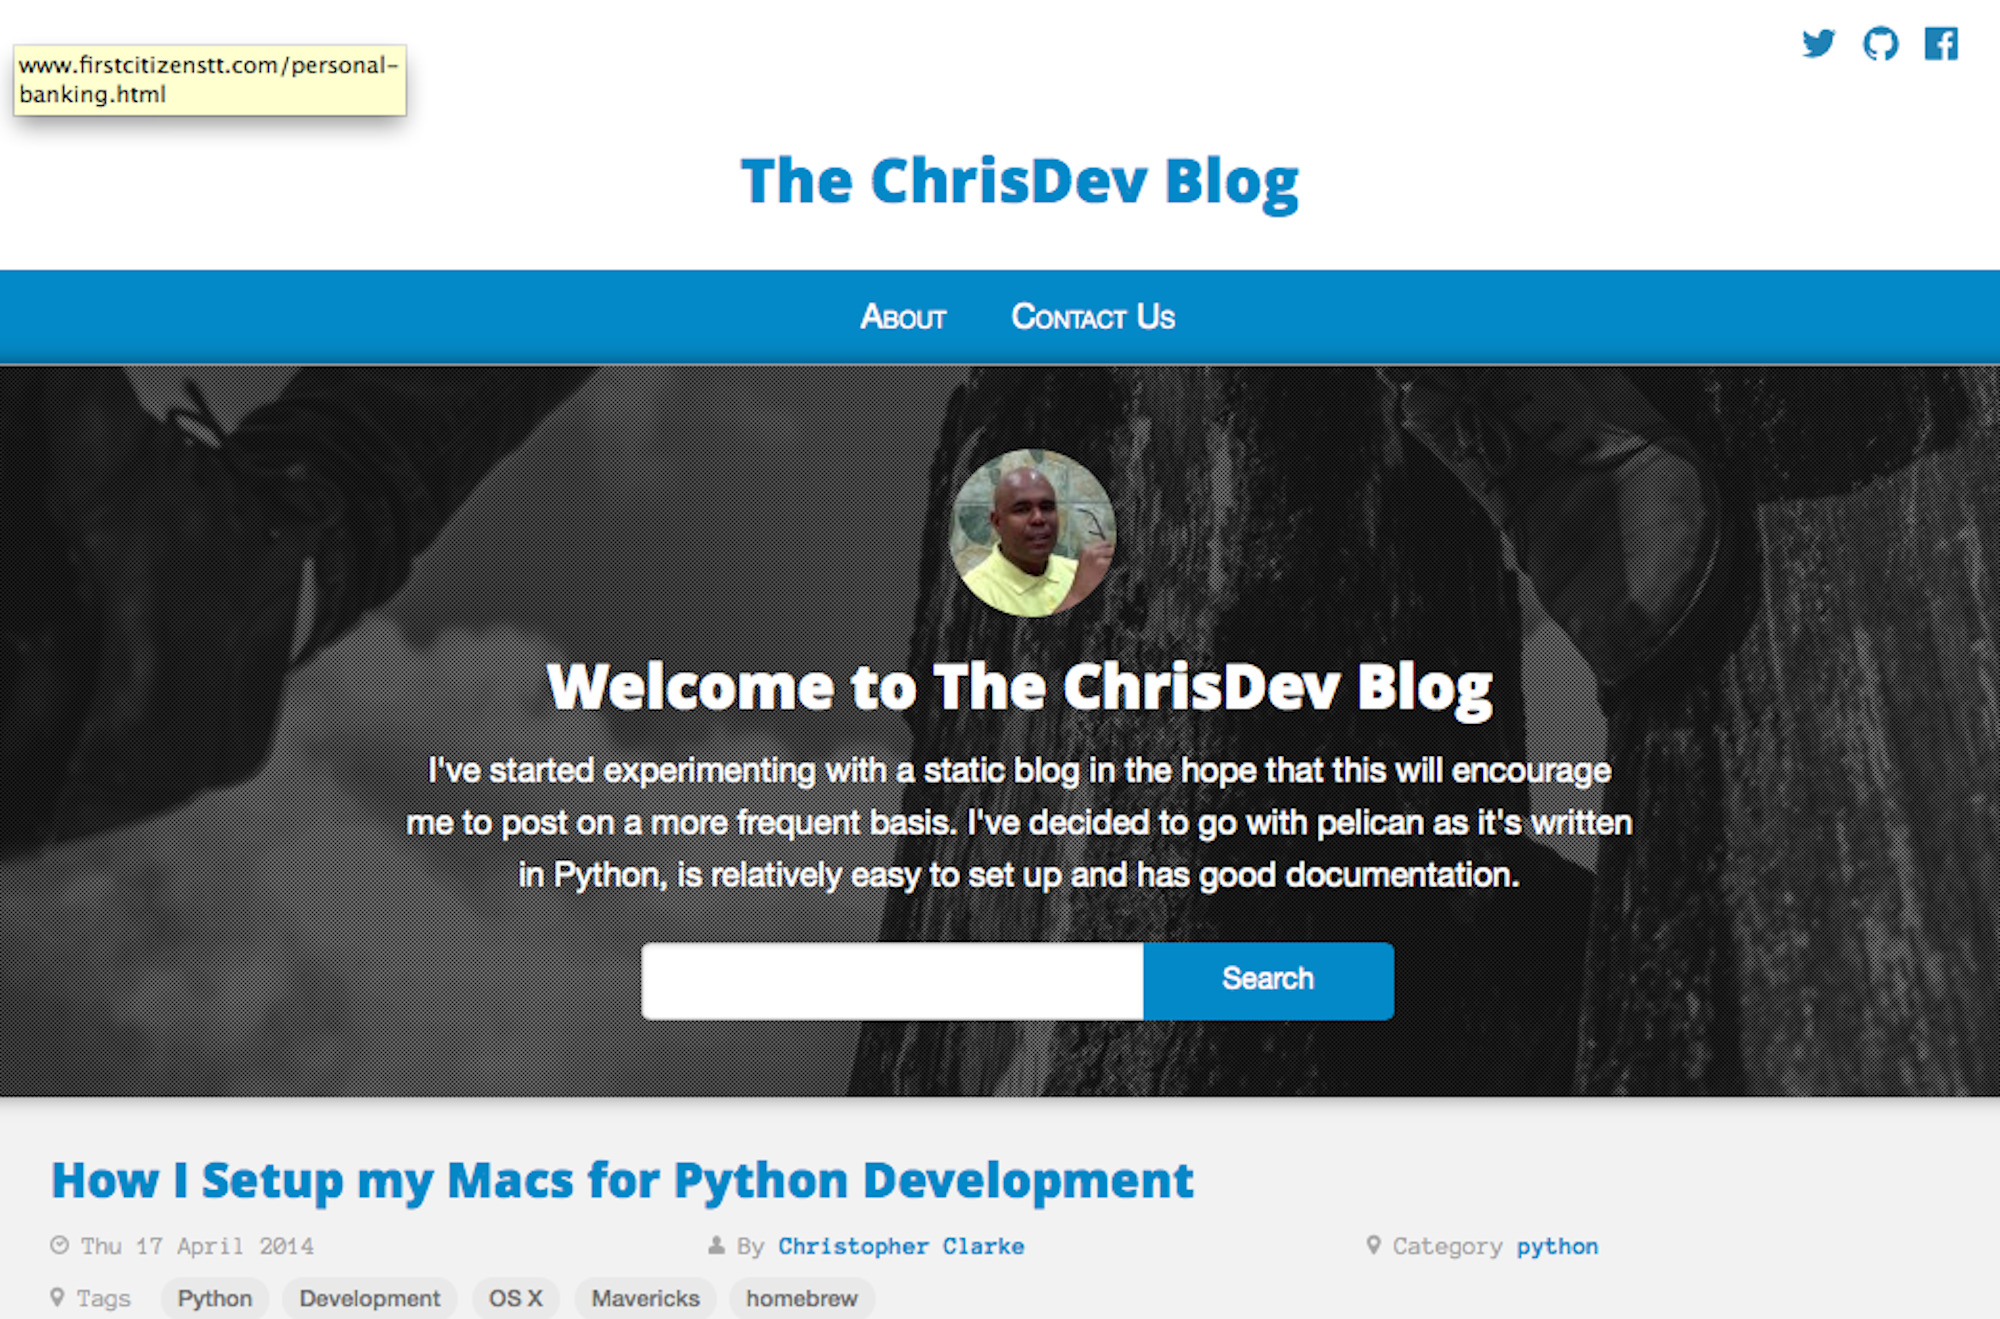 www.firstcitizenstt.com/personal-
banking.html
The ChrisDev Blog
About Contact Us
Welcome to The ChrisDev Blog
I've started experimenting with a static blog in the hope that this will encourage
me to post on a more frequent basis. I've decided to go with pelican as it's written
in Python, is relatively easy to set up and has good documentation.
Search
How I Setup my Macs for Python Development
Thu 17 April 2014 By Christopher Clarke Category python
Tags Python Development OS X Mavericks homebrew